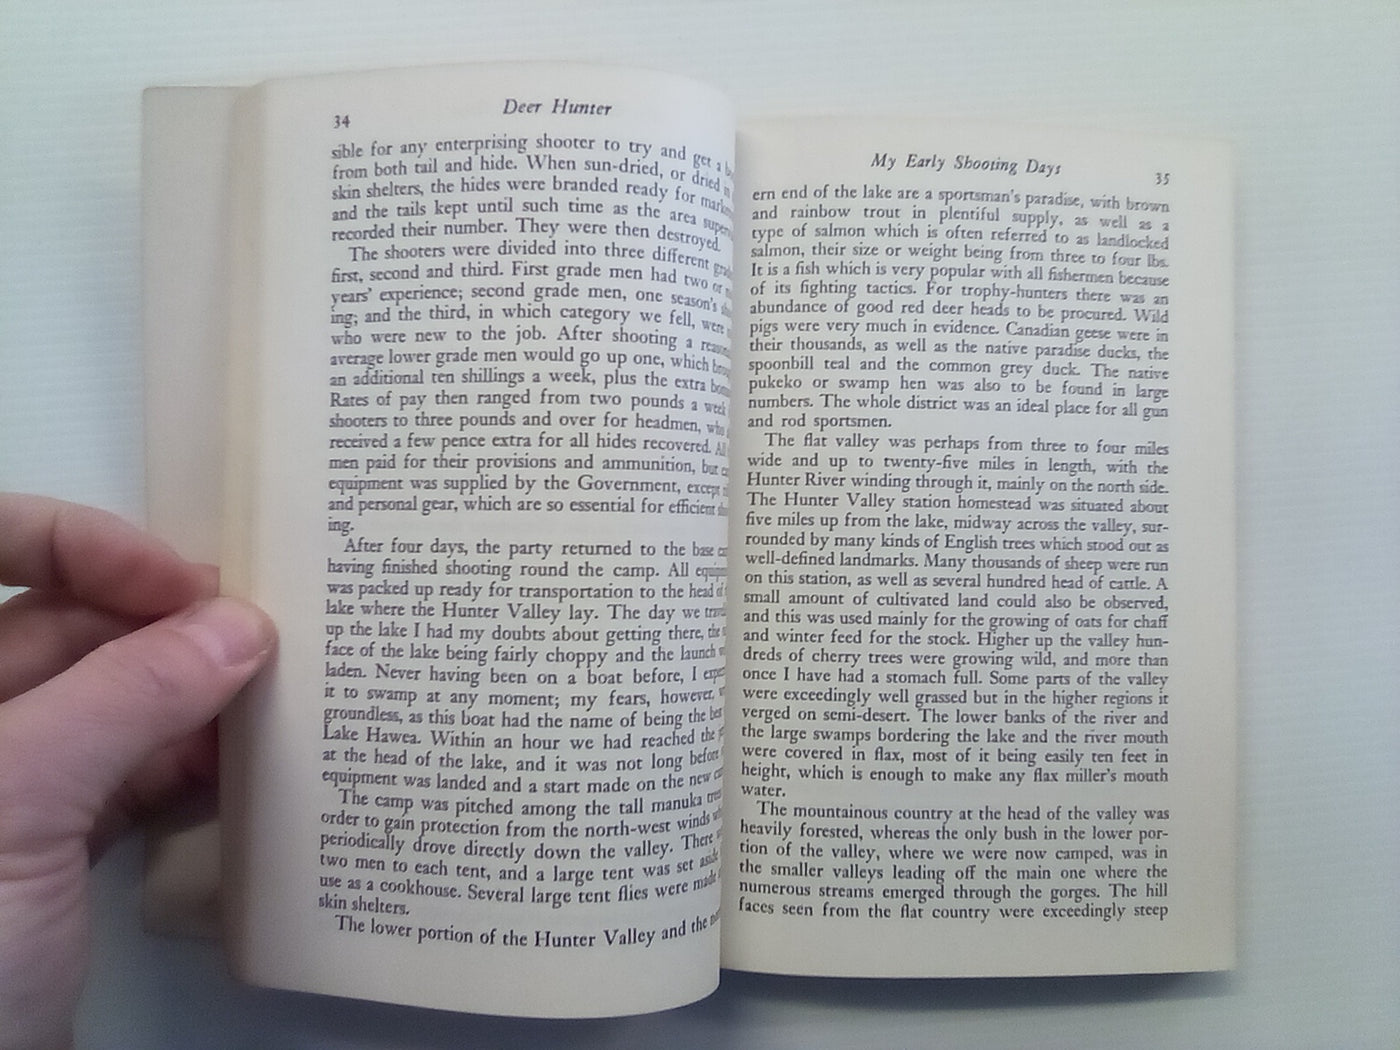 34
Deer Hunter
sible for any enterprising shooter to try and get a
from both tail and hide. When sun-dried, or dried
skin shelters, the hides were branded ready for
and the tails kept until such time as the area
recorded their number. They were then destroyed.
The shooters were divided into three different
first, second and third. First grade men had two or
years' experience; second grade men, one season's
ing; and the third, in which category we fell, were
who were new to the job. After shooting a
average lower grade men would go up one, which
an additional ten shillings a week, plus the extra
Rates of pay then ranged from two pounds a week
shooters to three pounds and over for headmen, who
received a few pence extra for all hides recovered. All
men paid for their provisions and ammunition, but
equipment was supplied by the Government, except
and personal gear, which are so essential for efficient
ing.
After four days, the party returned to the base
having finished shooting round the camp. All
was packed up ready for transportation to the head of
lake where the Hunter Valley lay. The day we
up the lake I had my doubts about getting there, the
face of the lake being fairly choppy and the launch
laden. Never having been on a boat before, I
it to swamp at any moment; my fears, however,
groundless, as this boat had the name of being the
Lake Hawea. Within an hour we had reached the
at the head of the lake, and it was not long before
equipment was landed and a start made on the new
The camp was pitched among the tall manuka
order to gain protection from the north-west winds
periodically drove directly down the valley. There
two men to each tent, and a large tent was set aside
use as a cookhouse. Several large tent flies were made
skin shelters.
The lower portion of the Hunter Valley and the
My Early Shooting Days
35
ern end of the lake are a sportsman's paradise, with brown
and rainbow trout in plentiful supply, as well as a
type of salmon which is often referred to as landlocked
salmon, their size or weight being from three to four lbs.
It is a fish which is very popular with all fishermen because
of its fighting tactics. For trophy-hunters there was an
abundance of good red deer heads to be procured. Wild
pigs were very much in evidence. Canadian geese were in
their thousands, as well as the native paradise ducks, the
spoonbill teal and the common grey duck. The native
pukeko or swamp hen was also to be found in large
numbers. The whole district was an ideal place for all gun
and rod sportsmen.
The flat valley was perhaps from three to four miles
wide and up to twenty-five miles in length, with the
Hunter River winding through it, mainly on the north side.
The Hunter Valley station homestead was situated about
five miles up from the lake, midway across the valley, sur-
rounded by many kinds of English trees which stood out as
well-defined landmarks. Many thousands of sheep were run
on this station, as well as several hundred head of cattle. A
small amount of cultivated land could also be observed,
and this was used mainly for the growing of oats for chaff
and winter feed for the stock. Higher up the valley hun-
dreds of cherry trees were growing wild, and more than
once I have had a stomach full. Some parts of the valley
were exceedingly well grassed but in the higher regions it
verged on semi-desert. The lower banks of the river and
the large swamps bordering the lake and the river mouth
were covered in flax, most of it being easily ten feet in
height, which is enough to make any flax miller's mouth
water.
The mountainous country at the head of the valley was
heavily forested, whereas the only bush in the lower por-
tion of the valley, where we were now camped, was in
the smaller valleys leading off the main one where the
numerous streams emerged through the gorges. The hill
faces seen from the flat country were exceedingly steep